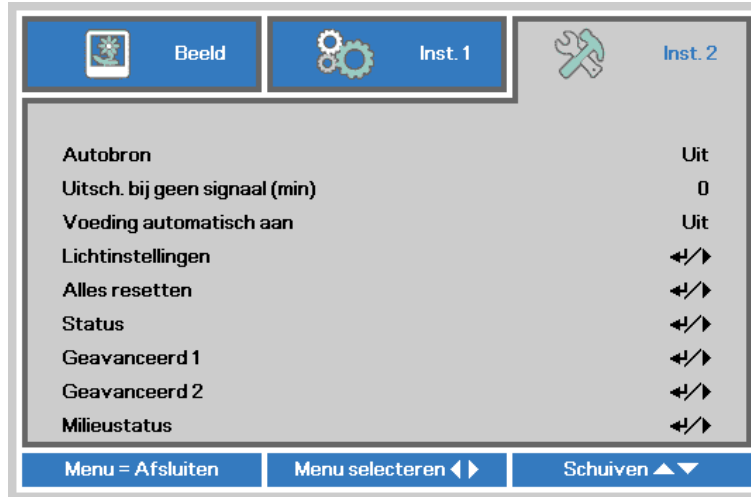 Beeld Inst. 1 Inst. 2
Autobron Uit
Uitsch. bij geen signaal (min) 0
Voeding automatisch aan Uit
Lichtinstellingen ↵/▶
Alles resetten ↵/▶
Status ↵/▶
Geavanceerd 1 ↵/▶
Geavanceerd 2 ↵/▶
Milieustatus ↵/▶
Menu = Afsluiten Menu selecteren ◀ ▶ Schuiven ▲▼